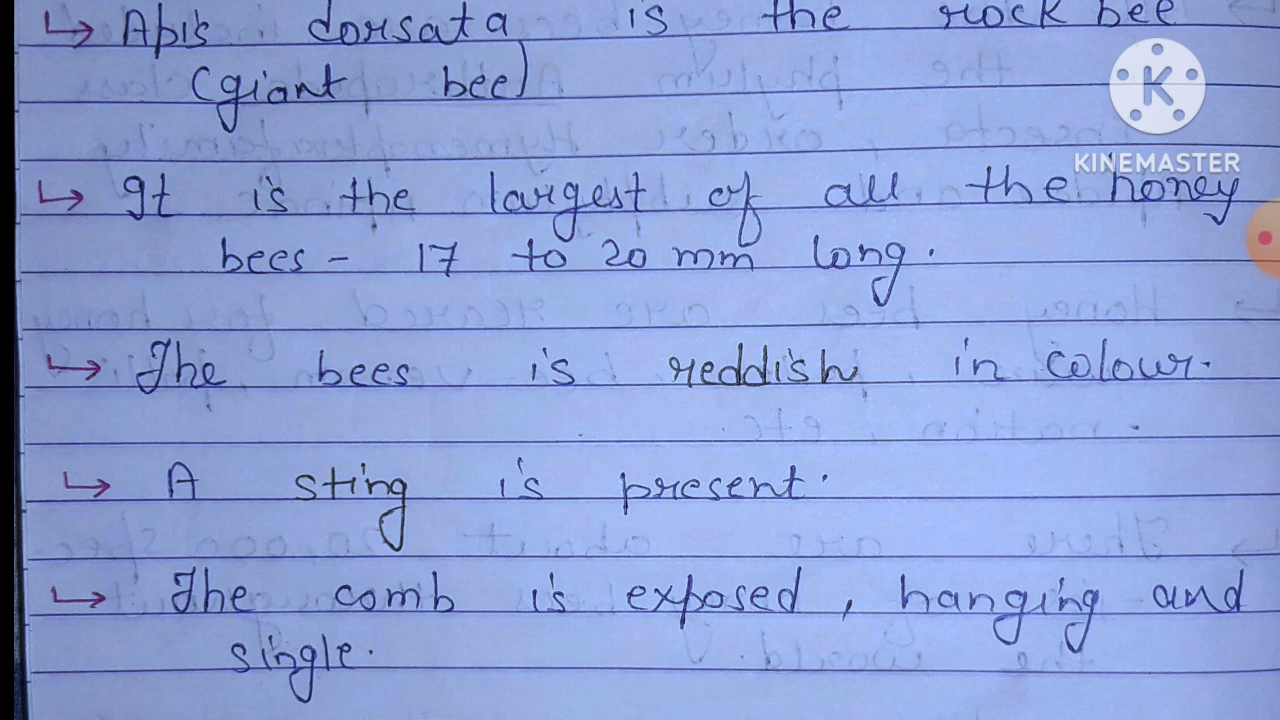 ↳ Apis dorsata is the rock bee
(giant bee)
↳ It is the largest of all the honey
bees - 17 to 20 mm long.
↳ The bees is reddish in colour.
↳ A sting is present.
↳ The comb is exposed, hanging and
single.
K
KINEMASTER